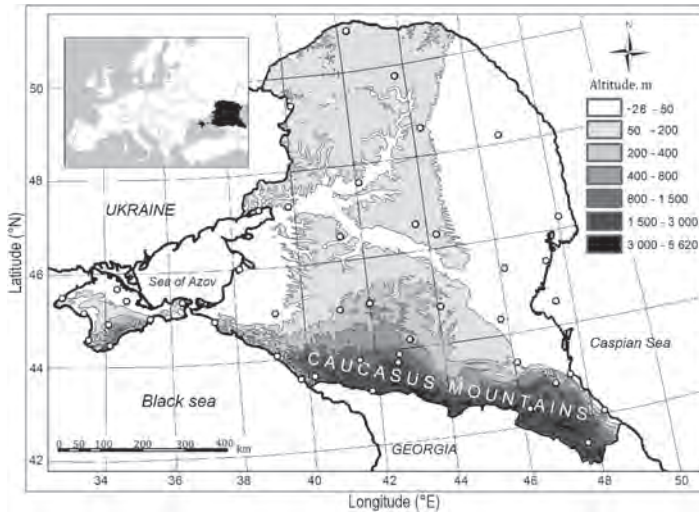 50
48
46
44
42
Latitude (°N)
34
36
38
40
42
44
46
48
50
Longitude (°E)
UKRAINE
Sea of Azov
Black sea
GEORGIA
CAUCASUS MOUNTAINS
Caspian Sea
0 50 100 200 300 400
km
Altitude, m
-28 - 50
50 - 200
200 - 400
400 - 800
800 - 1 500
1 500 - 3 000
3 000 - 5 620